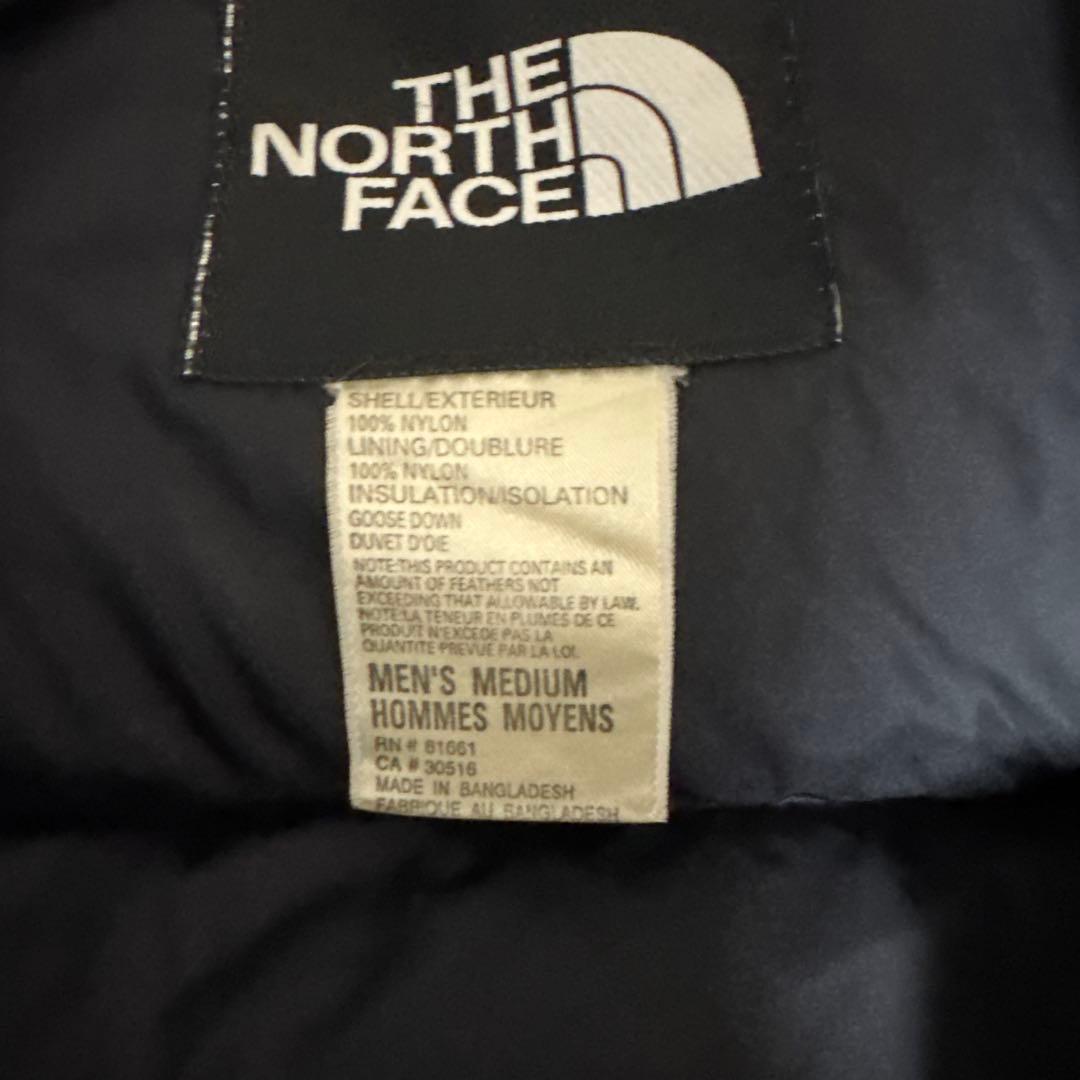 THE
NORTH
FACE
SHELL/EXTERIEUR
100% NYLON
LINING/DOUBLURE
100% NYLON
INSULATION/ISOLATION
GOOSE DOWN
DUVET D'OIE
NOTE:THIS PRODUCT CONTAINS AN
AMOUNT OF FEATHERS NOT
EXCEEDING THAT ALLOWABLE BY LAW.
NOTE:LA TENEUR EN PLUMES DE CE
PRODUIT N'EXCEDE PAS LA
QUANTITE PREVUE PAR LA LOI.
MEN'S MEDIUM
HOMMES MOYENS
RN # 61661
CA # 30516
MADE IN BANGLADESH
FABRIQUE AU BANGLADESH